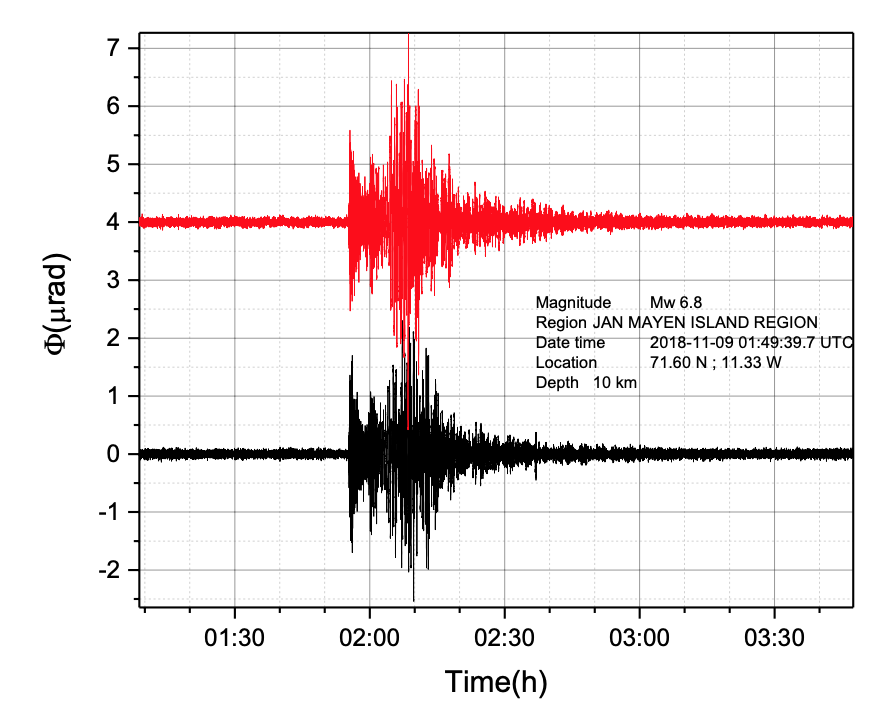 7
6
5
4
3
2
1
0
-1
-2
Φ(μrad)
Magnitude Mw 6.8
Region JAN MAYEN ISLAND REGION
Date time 2018-11-09 01:49:39.7 UTC
Location 71.60 N ; 11.33 W
Depth 10 km
01:30 02:00 02:30 03:00 03:30
Time(h)